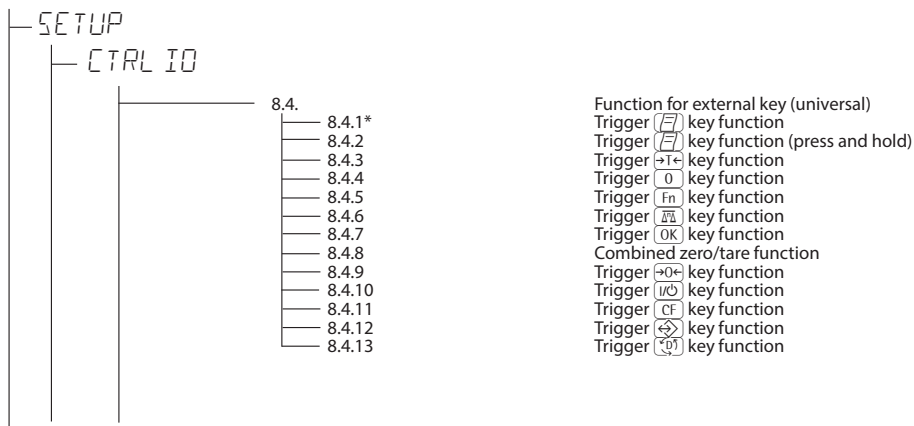 SETUP
CTRL IO
8.4. Function for external key (universal)
8.4.1* Trigger key function
8.4.2 Trigger key function (press and hold)
8.4.3 Trigger →T← key function
8.4.4 Trigger 0 key function
8.4.5 Trigger Fn key function
8.4.6 Trigger key function
8.4.7 Trigger OK key function
8.4.8 Combined zero/tare function
8.4.9 Trigger →0← key function
8.4.10 Trigger I/⏻ key function
8.4.11 Trigger CF key function
8.4.12 Trigger key function
8.4.13 Trigger D key function